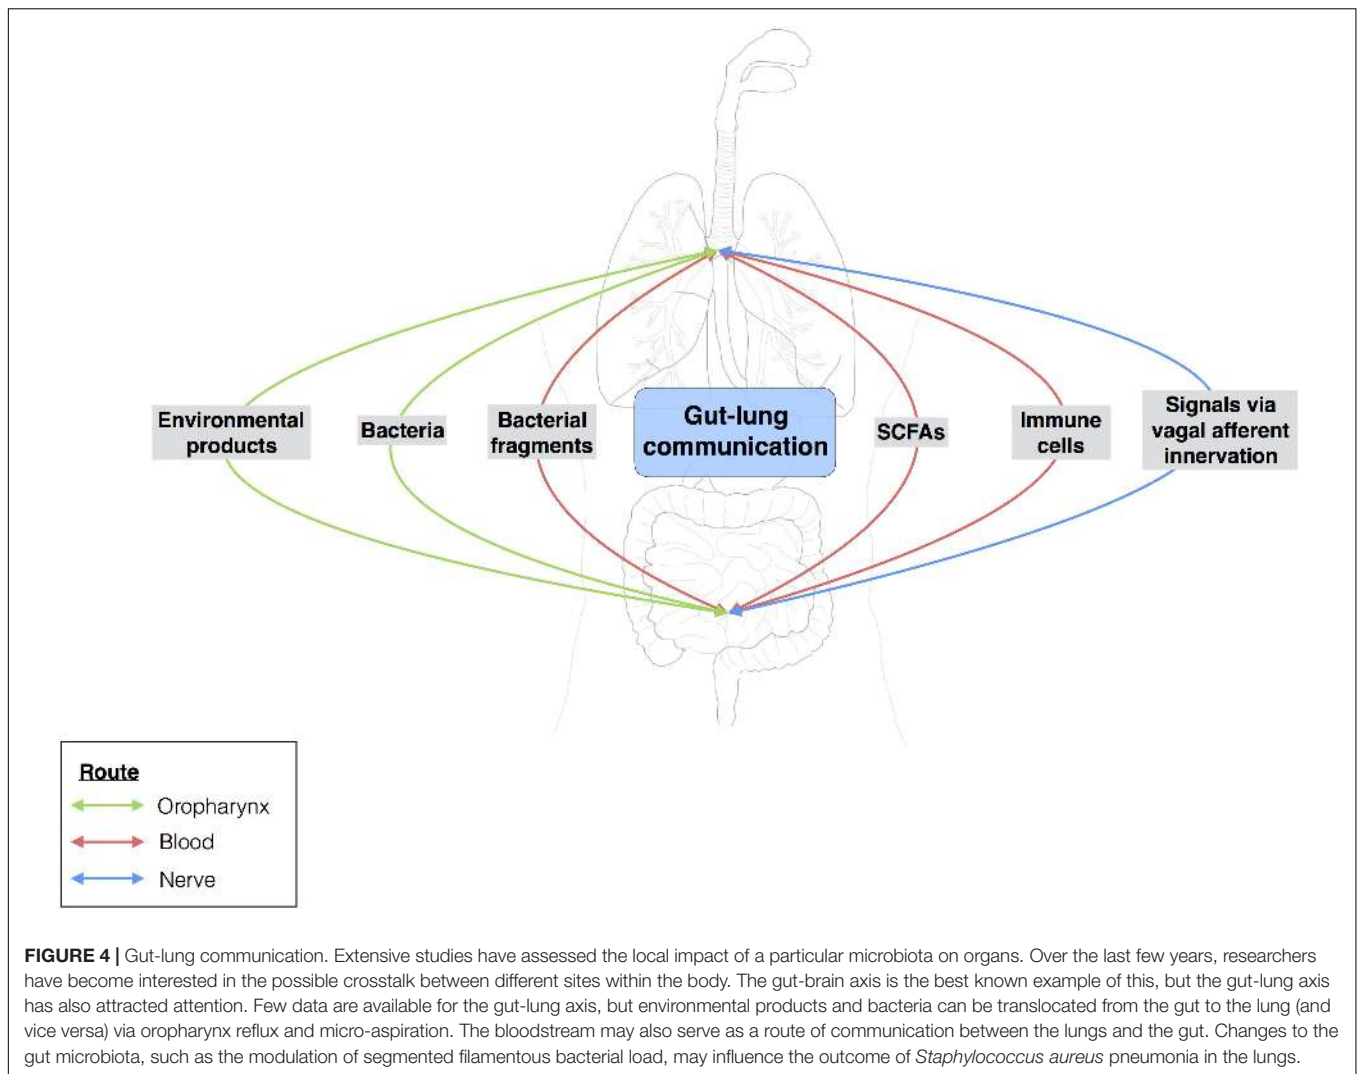 Environmental
products
Bacteria
Bacterial
fragments
Gut-lung
communication
SCFAs
Immune
cells
Signals via
vagal afferent
innervation
Route
Oropharynx
Blood
Nerve
FIGURE 4 | Gut-lung communication. Extensive studies have assessed the local impact of a particular microbiota on organs. Over the last few years, researchers
have become interested in the possible crosstalk between different sites within the body. The gut-brain axis is the best known example of this, but the gut-lung axis
has also attracted attention. Few data are available for the gut-lung axis, but environmental products and bacteria can be translocated from the gut to the lung (and
vice versa) via oropharynx reflux and micro-aspiration. The bloodstream may also serve as a route of communication between the lungs and the gut. Changes to the
gut microbiota, such as the modulation of segmented filamentous bacterial load, may influence the outcome of Staphylococcus aureus pneumonia in the lungs.